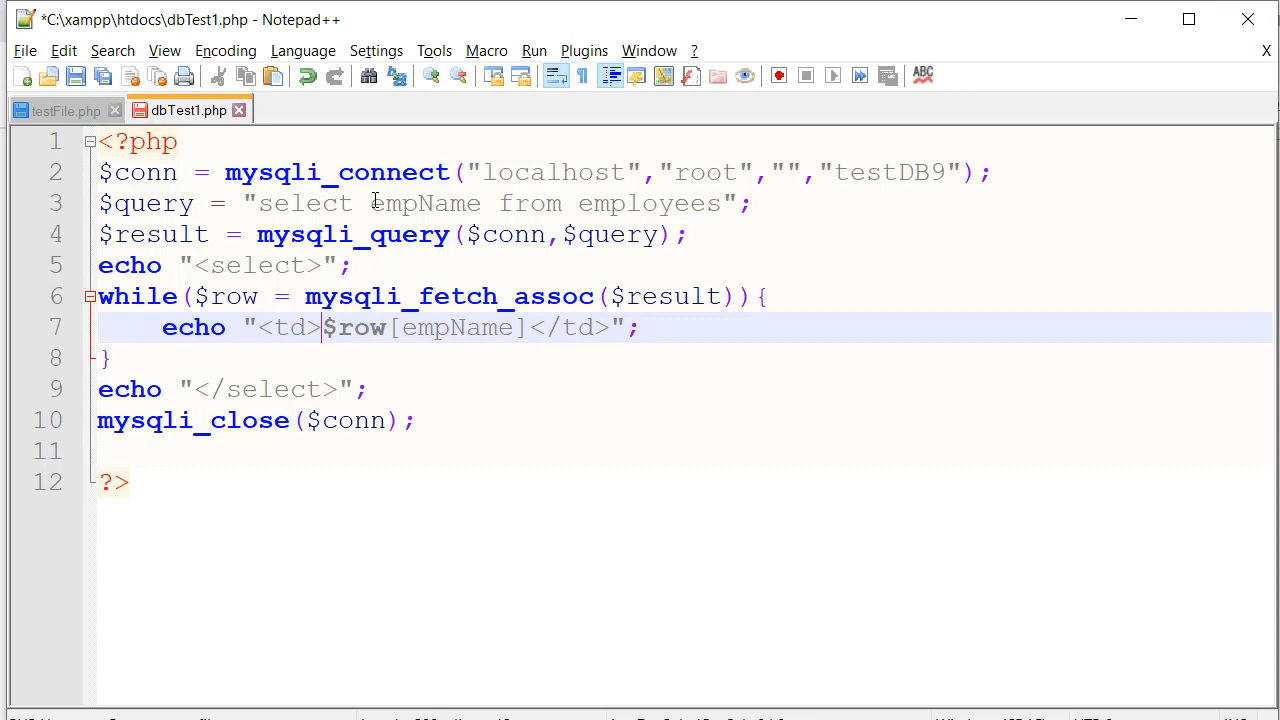 *C:\xampp\htdocs\dbTest1.php - Notepad++
File Edit Search View Encoding Language Settings Tools Macro Run Plugins Window ? X
ABC
testFile.php dbTest1.php
1 <?php
2 $conn = mysqli_connect("localhost","root","","testDB9");
3 $query = "select empName from employees";
4 $result = mysqli_query($conn,$query);
5 echo "<select>";
6 while($row = mysqli_fetch_assoc($result)){
7 echo "<td>$row[empName]</td>";
8 }
9 echo "</select>";
10 mysqli_close($conn);
11
12 ?>